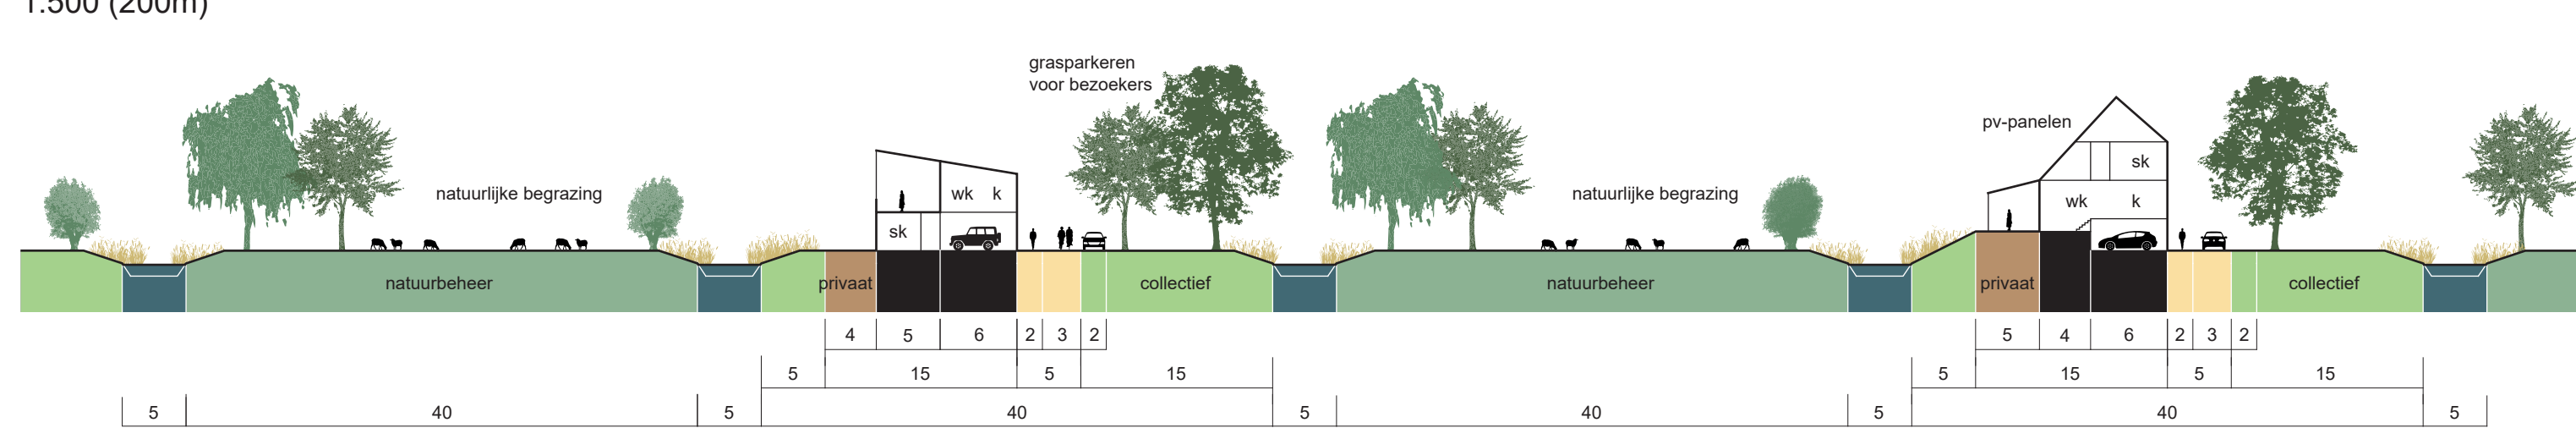 1:500 (200m)
grasparkeren
voor bezoekers
pv-panelen
natuurlijke begrazing
wk k
sk
natuurlijke begrazing
sk
wk k
natuurbeheer
privaat
collectief
natuurbeheer
privaat
collectief
4 5 6 2 3 2
5 4 6 2 3 2
5 15 5 15
5 15 5 15
5 40 5 40 5 40 5 40 5